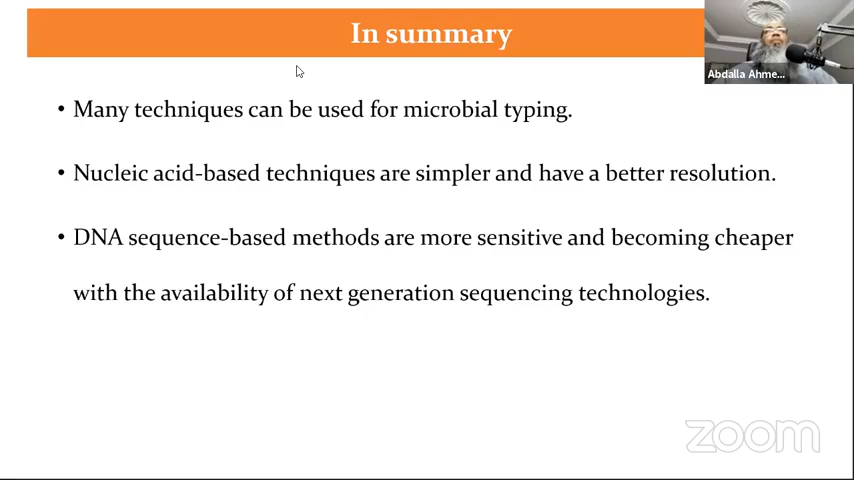 In summary
Abdalla Ahme...
• Many techniques can be used for microbial typing.
• Nucleic acid-based techniques are simpler and have a better resolution.
• DNA sequence-based methods are more sensitive and becoming cheaper
with the availability of next generation sequencing technologies.
zoom